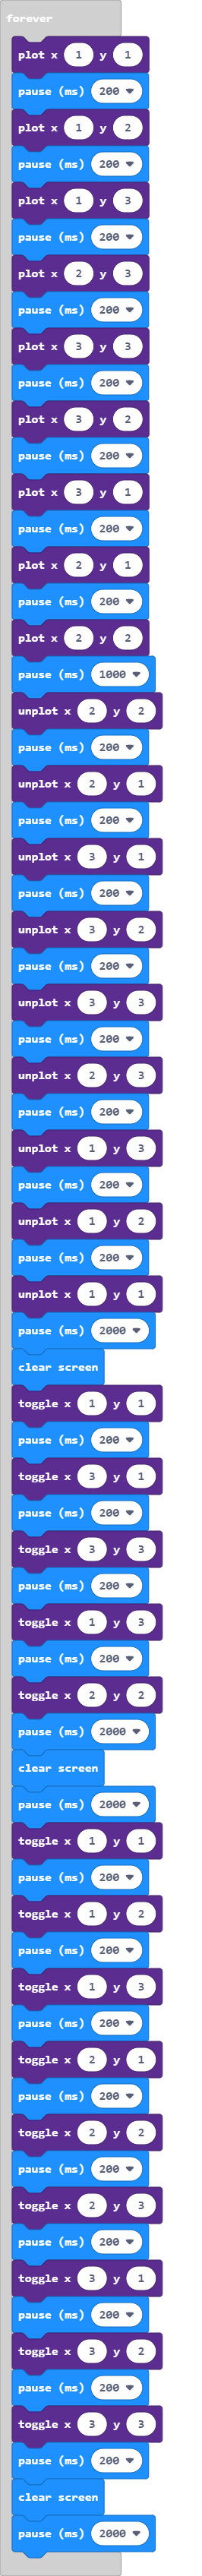 forever
plot x 1 y 1
pause (ms) 200
plot x 1 y 2
pause (ms) 200
plot x 1 y 3
pause (ms) 200
plot x 2 y 3
pause (ms) 200
plot x 3 y 3
pause (ms) 200
plot x 3 y 2
pause (ms) 200
plot x 3 y 1
pause (ms) 200
plot x 2 y 1
pause (ms) 200
plot x 2 y 2
pause (ms) 1000
unplot x 2 y 2
pause (ms) 200
unplot x 2 y 1
pause (ms) 200
unplot x 3 y 1
pause (ms) 200
unplot x 3 y 2
pause (ms) 200
unplot x 3 y 3
pause (ms) 200
unplot x 2 y 3
pause (ms) 200
unplot x 1 y 3
pause (ms) 200
unplot x 1 y 2
pause (ms) 200
unplot x 1 y 1
pause (ms) 2000
clear screen
toggle x 1 y 1
pause (ms) 200
toggle x 3 y 1
pause (ms) 200
toggle x 3 y 3
pause (ms) 200
toggle x 1 y 3
pause (ms) 200
toggle x 2 y 2
pause (ms) 2000
clear screen
pause (ms) 2000
toggle x 1 y 1
pause (ms) 200
toggle x 1 y 2
pause (ms) 200
toggle x 1 y 3
pause (ms) 200
toggle x 2 y 1
pause (ms) 200
toggle x 2 y 2
pause (ms) 200
toggle x 2 y 3
pause (ms) 200
toggle x 3 y 1
pause (ms) 200
toggle x 3 y 2
pause (ms) 200
toggle x 3 y 3
pause (ms) 200
clear screen
pause (ms) 2000